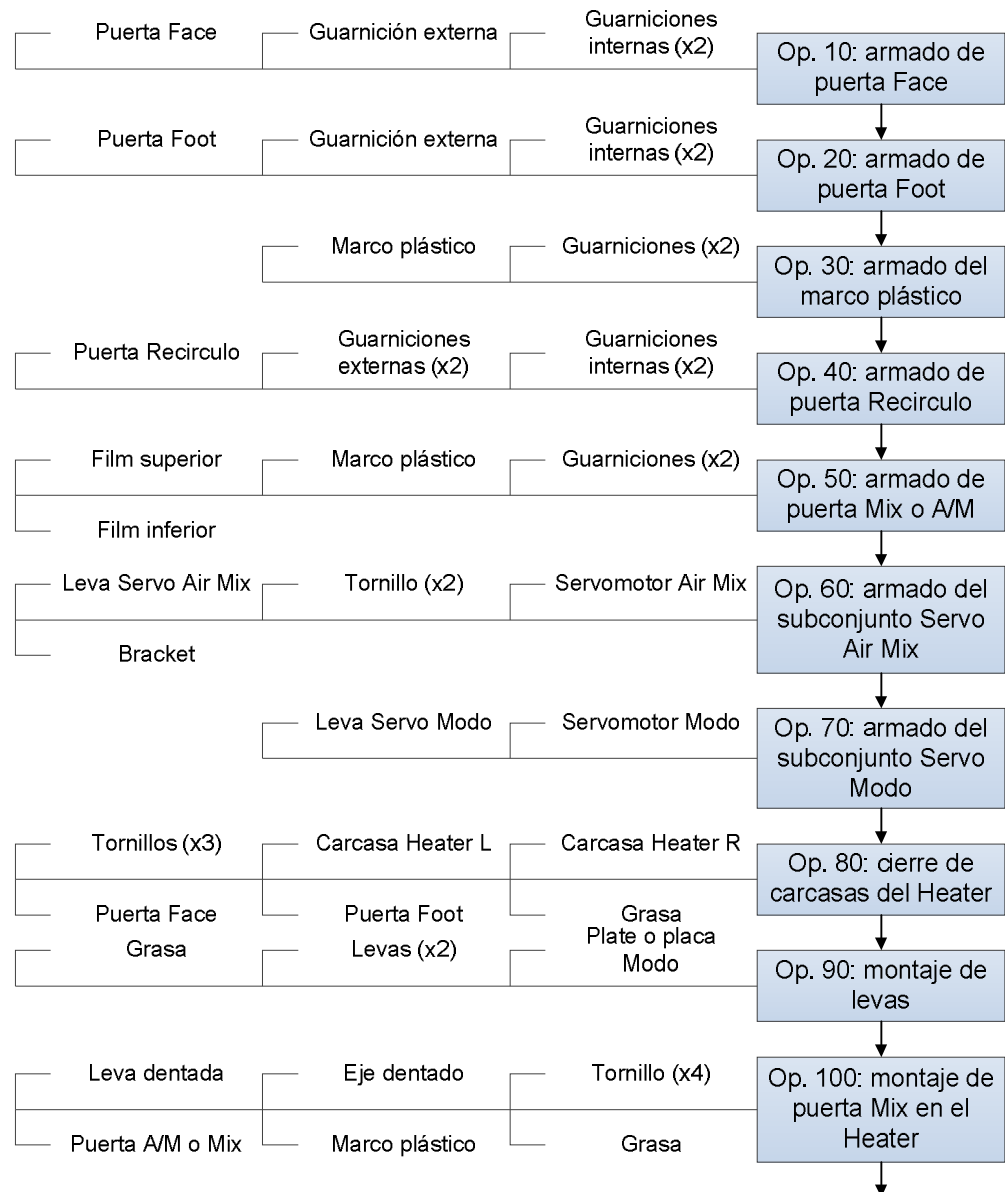 Puerta Face
Guarnición externa
Guarniciones
internas (x2)
Op. 10: armado de
puerta Face
Puerta Foot
Guarnición externa
Guarniciones
internas (x2)
Op. 20: armado de
puerta Foot
Marco plástico
Guarniciones (x2)
Op. 30: armado del
marco plástico
Puerta Recirculo
Guarniciones
externas (x2)
Guarniciones
internas (x2)
Op. 40: armado de
puerta Recirculo
Film superior
Marco plástico
Guarniciones (x2)
Film inferior
Op. 50: armado de
puerta Mix o A/M
Leva Servo Air Mix
Tornillo (x2)
Servomotor Air Mix
Bracket
Op. 60: armado del
subconjunto Servo
Air Mix
Leva Servo Modo
Servomotor Modo
Op. 70: armado del
subconjunto Servo
Modo
Tornillos (x3)
Carcasa Heater L
Carcasa Heater R
Puerta Face
Puerta Foot
Grasa
Op. 80: cierre de
carcasas del Heater
Grasa
Levas (x2)
Plate o placa
Modo
Op. 90: montaje de
levas
Leva dentada
Eje dentado
Tornillo (x4)
Puerta A/M o Mix
Marco plástico
Grasa
Op. 100: montaje de
puerta Mix en el
Heater